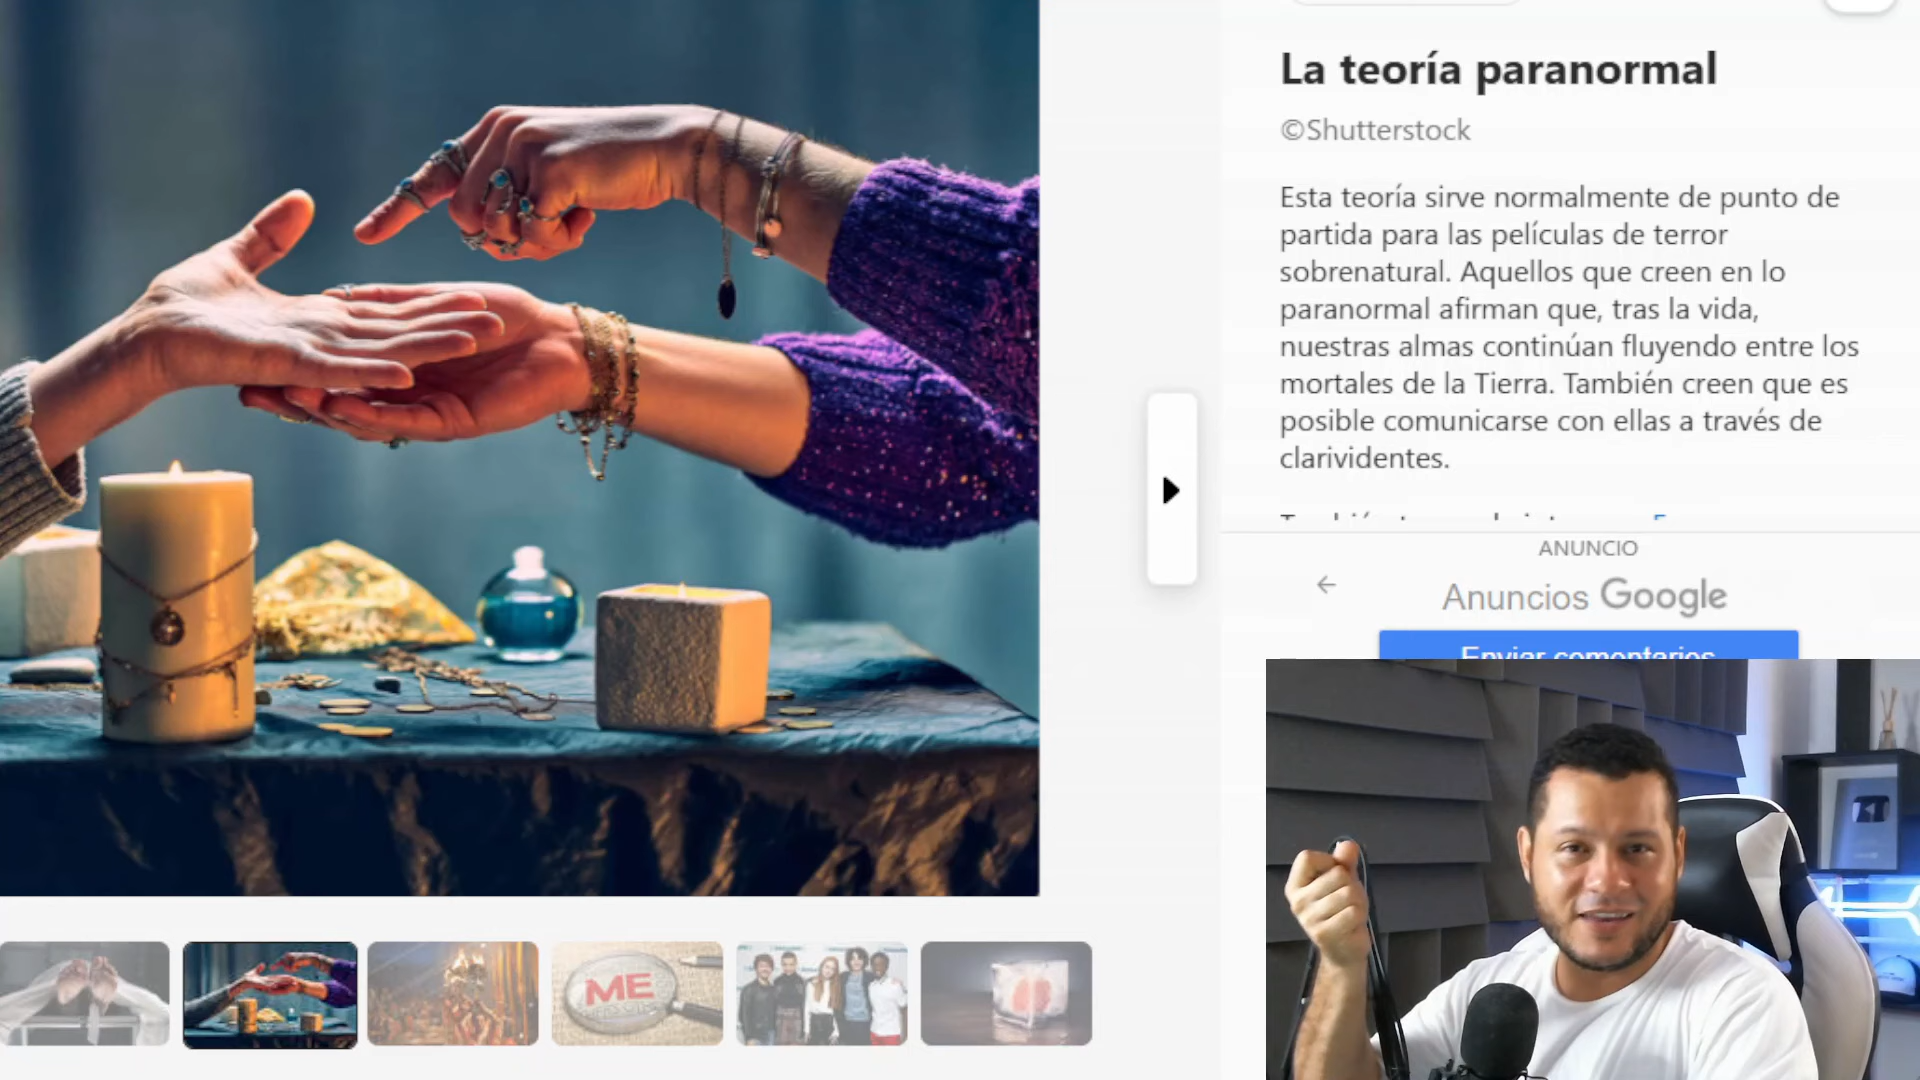 La teoría paranormal
©Shutterstock
Esta teoría sirve normalmente de punto de
partida para las películas de terror
sobrenatural. Aquellos que creen en lo
paranormal afirman que, tras la vida,
nuestras almas continúan fluyendo entre los
mortales de la Tierra. También creen que es
posible comunicarse con ellas a través de
clarividentes.
ANUNCIO
Anuncios Google
Enviar comentarios
ME